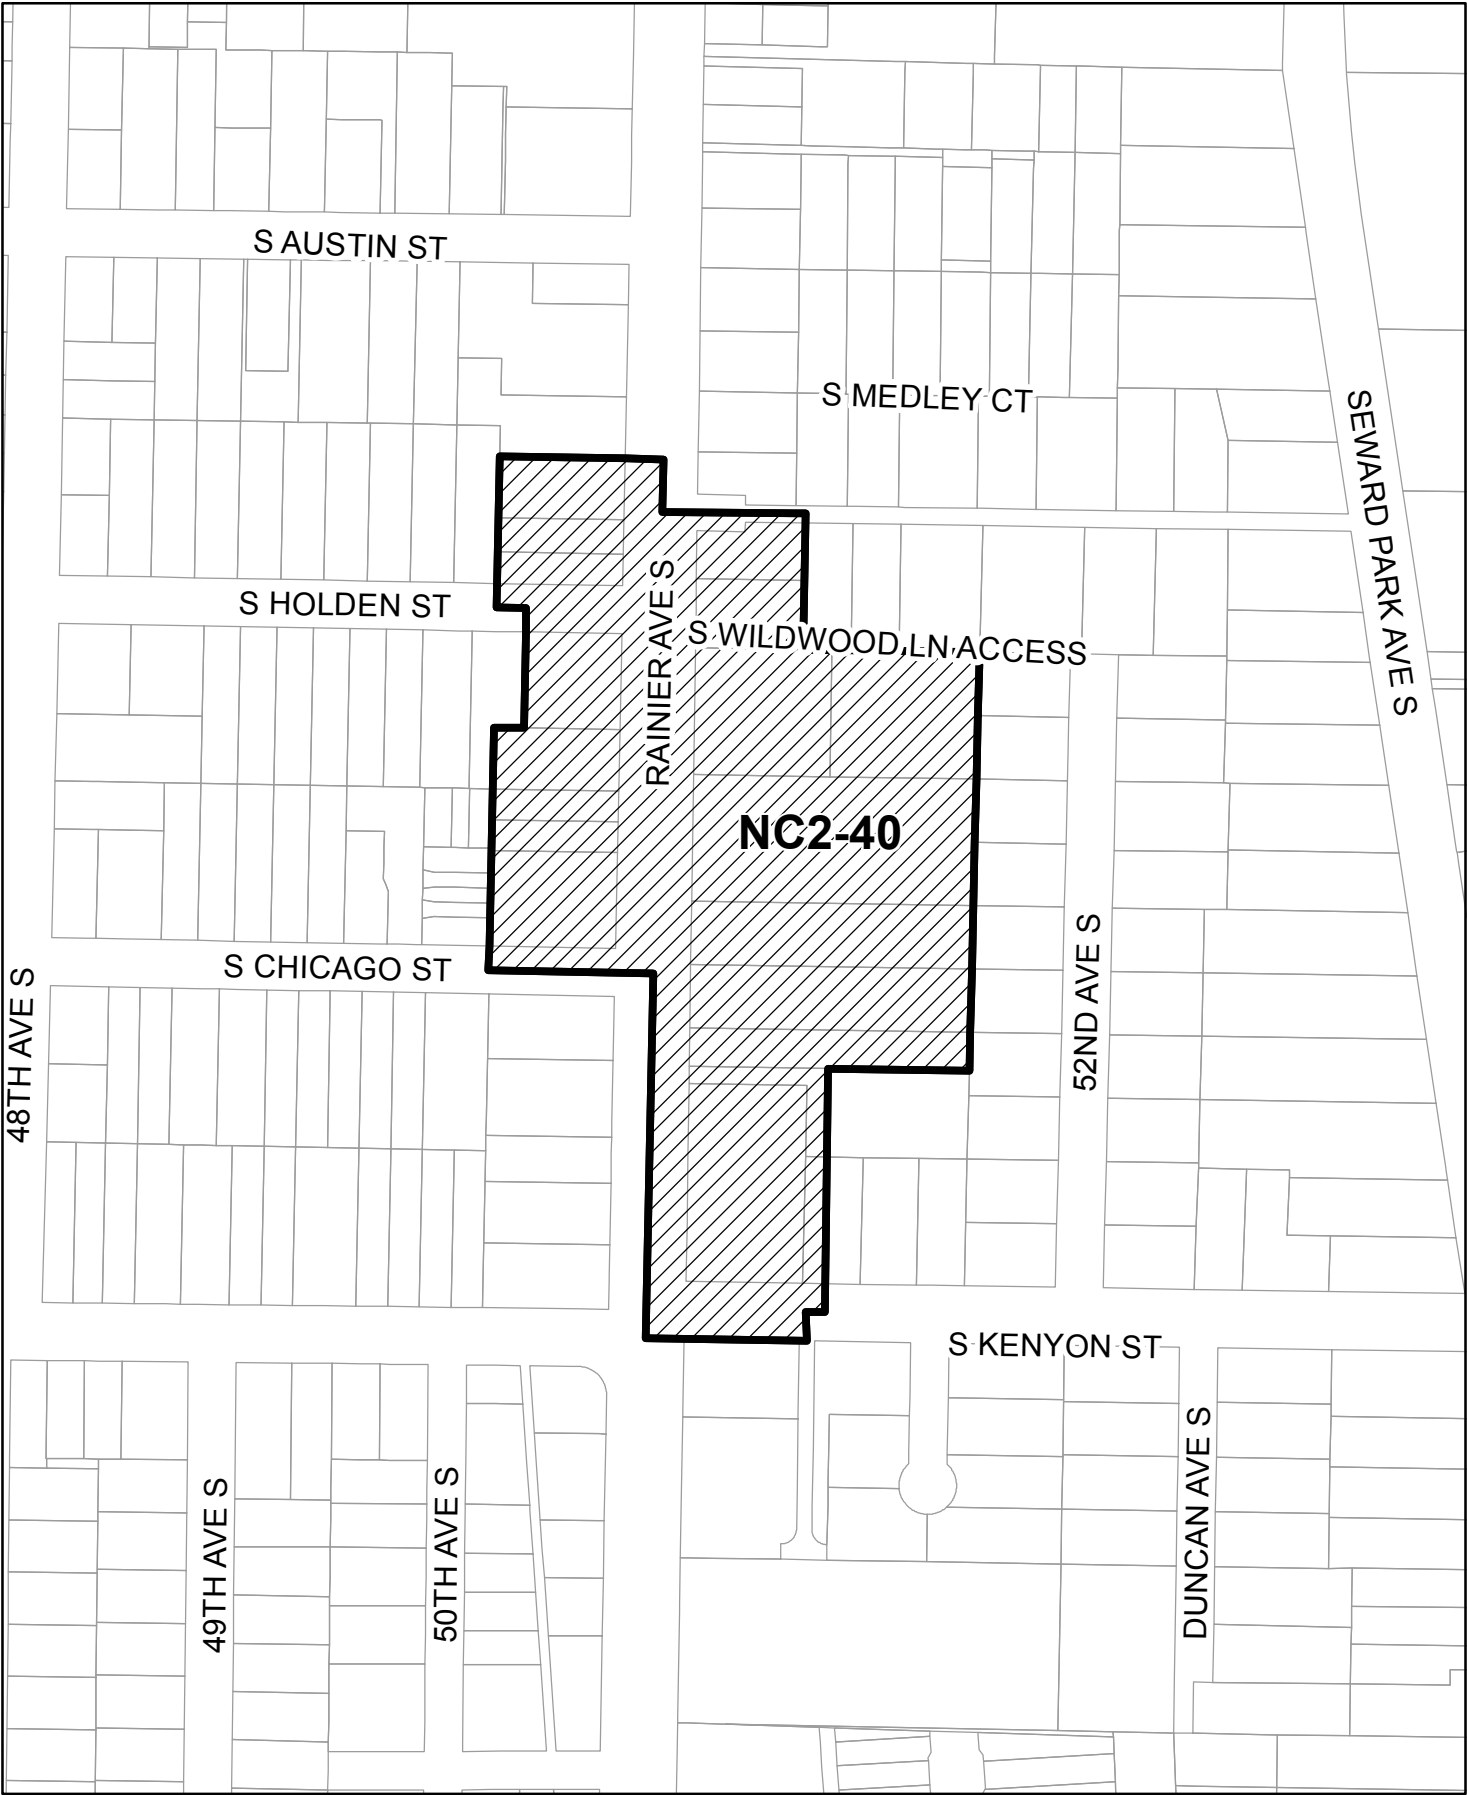 S AUSTIN ST
S MEDLEY CT
SEWARD PARK AVE S
S HOLDEN ST
RAINIER AVE S
S WILDWOOD LN ACCESS
NC2-40
S CHICAGO ST
48TH AVE S
52ND AVE S
S KENYON ST
49TH AVE S
50TH AVE S
DUNCAN AVE S